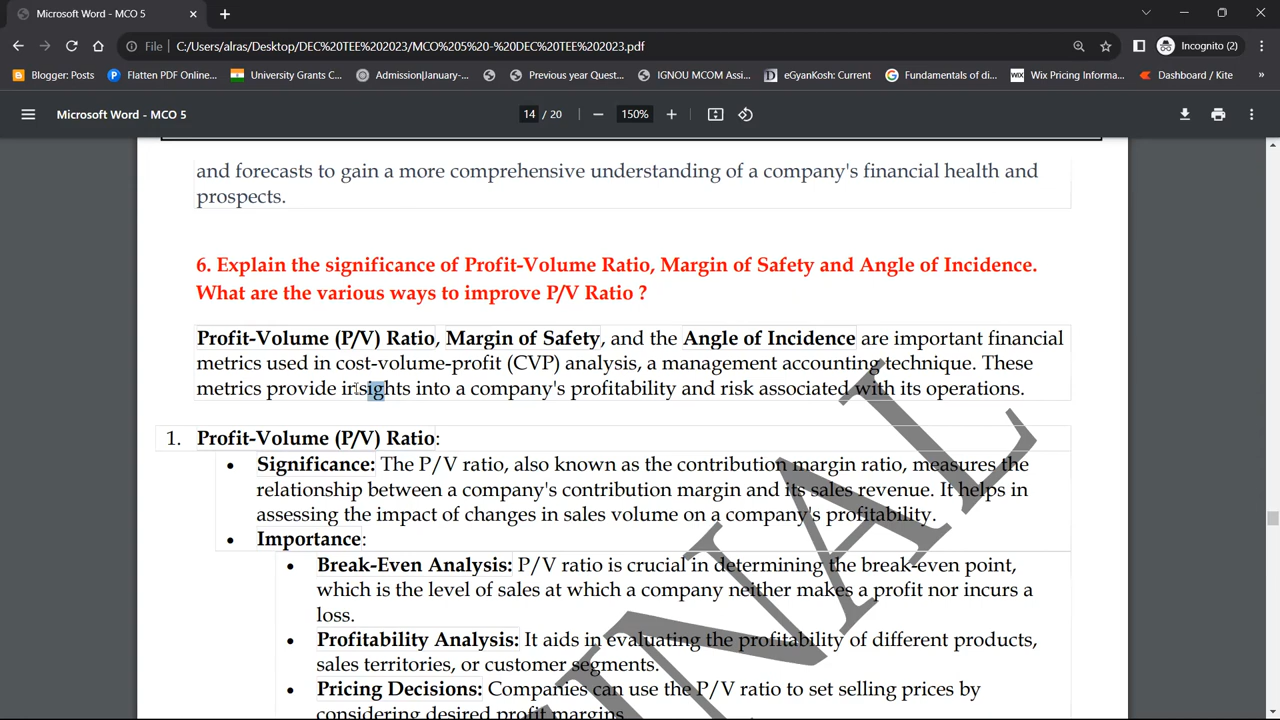 Microsoft Word - MCO 5
Incognito (2)
File
C:/Users/alras/Desktop/DEC%20TEE%202023/MCO%205%20-%20DEC%20TEE%202023.pdf
Blogger: Posts
Flatten PDF Online...
University Grants C...
Admission|January-...
Previous year Quest...
IGNOU MCOM Assi...
eGyanKosh: Current
Fundamentals of di...
WIX
Wix Pricing Informa...
Dashboard / Kite
»
Microsoft Word - MCO 5
14 / 20
150%
and forecasts to gain a more comprehensive understanding of a company's financial health and
prospects.
6. Explain the significance of Profit-Volume Ratio, Margin of Safety and Angle of Incidence.
What are the various ways to improve P/V Ratio ?
Profit-Volume (P/V) Ratio, Margin of Safety, and the Angle of Incidence are important financial
metrics used in cost-volume-profit (CVP) analysis, a management accounting technique. These
metrics provide insights into a company's profitability and risk associated with its operations.
1. Profit-Volume (P/V) Ratio:
• Significance: The P/V ratio, also known as the contribution margin ratio, measures the
relationship between a company's contribution margin and its sales revenue. It helps in
assessing the impact of changes in sales volume on a company's profitability.
• Importance:
• Break-Even Analysis: P/V ratio is crucial in determining the break-even point,
which is the level of sales at which a company neither makes a profit nor incurs a
loss.
• Profitability Analysis: It aids in evaluating the profitability of different products,
sales territories, or customer segments.
• Pricing Decisions: Companies can use the P/V ratio to set selling prices by
considering desired profit margins.